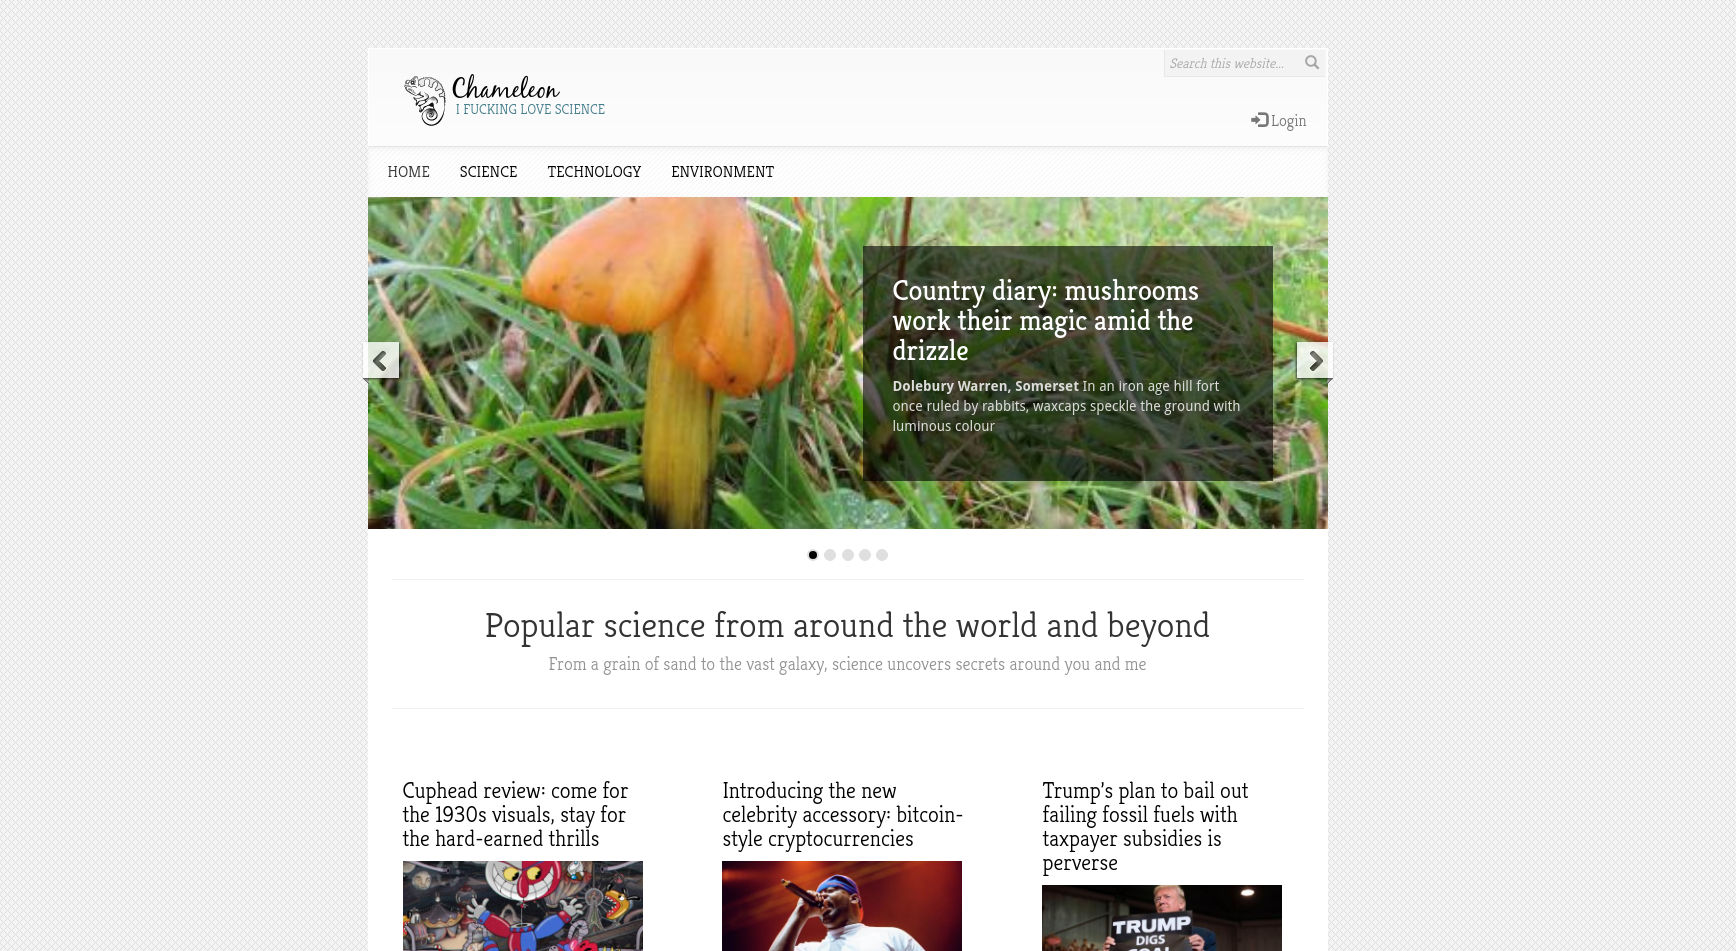 Search this website...
Chameleon
I FUCKING LOVE SCIENCE
Login
HOME SCIENCE TECHNOLOGY ENVIRONMENT
Country diary: mushrooms
work their magic amid the
drizzle
Dolebury Warren, Somerset In an iron age hill fort
once ruled by rabbits, waxcaps speckle the ground with
luminous colour
Popular science from around the world and beyond
From a grain of sand to the vast galaxy, science uncovers secrets around you and me
Cuphead review: come for
the 1930s visuals, stay for
the hard-earned thrills
Introducing the new
celebrity accessory: bitcoin-
style cryptocurrencies
Trump’s plan to bail out
failing fossil fuels with
taxpayer subsidies is
perverse
TRUMP
DIGS
COAL